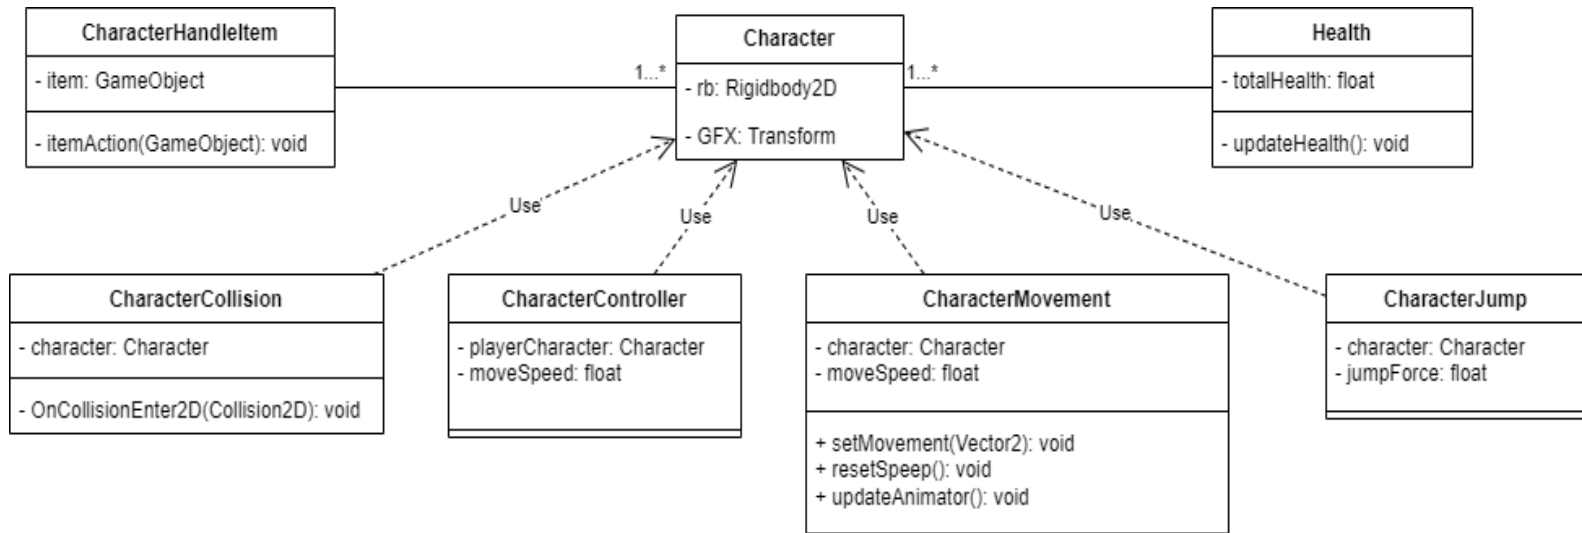 CharacterHandleItem
- item: GameObject
- itemAction(GameObject): void
1...*
Character
- rb: Rigidbody2D
- GFX: Transform
1...*
Health
- totalHealth: float
- updateHealth(): void
Use
Use
Use
Use
CharacterCollision
- character: Character
- OnCollisionEnter2D(Collision2D): void
CharacterController
- playerCharacter: Character
- moveSpeed: float
CharacterMovement
- character: Character
- moveSpeed: float
+ setMovement(Vector2): void
+ resetSpeep(): void
+ updateAnimator(): void
CharacterJump
- character: Character
- jumpForce: float